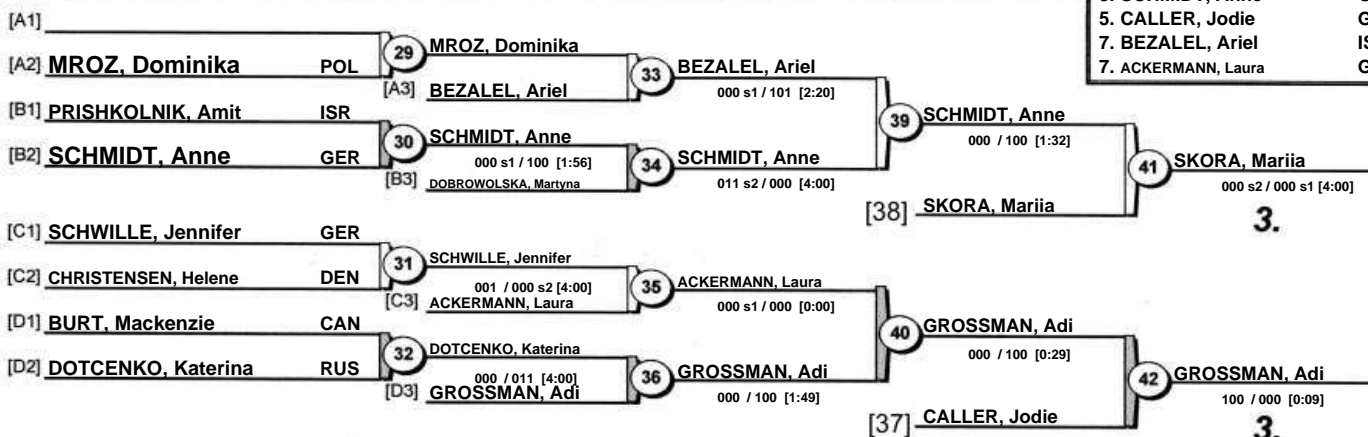 5. CALLER, Jodie G
7. BEZALEL, Ariel IS
7. ACKERMANN, Laura G
[A1]
[A2] MROZ, Dominika POL
29
MROZ, Dominika
[A3] BEZALEL, Ariel
33
BEZALEL, Ariel
000 s1 / 101 [2:20]
[B1] PRISHKOLNIK, Amit ISR
[B2] SCHMIDT, Anne GER
30
SCHMIDT, Anne
000 s1 / 100 [1:56]
[B3] DOBROWOLSKA, Martyna
34
SCHMIDT, Anne
011 s2 / 000 [4:00]
39
SCHMIDT, Anne
000 / 100 [1:32]
[38] SKORA, Mariia
41
SKORA, Mariia
000 s2 / 000 s1 [4:00]
3.
[C1] SCHWILLE, Jennifer GER
[C2] CHRISTENSEN, Helene DEN
31
SCHWILLE, Jennifer
001 / 000 s2 [4:00]
[C3] ACKERMANN, Laura
35
ACKERMANN, Laura
000 s1 / 000 [0:00]
[D1] BURT, Mackenzie CAN
[D2] DOTCENKO, Katerina RUS
32
DOTCENKO, Katerina
000 / 011 [4:00]
[D3] GROSSMAN, Adi
36
GROSSMAN, Adi
000 / 100 [1:49]
40
GROSSMAN, Adi
000 / 100 [0:29]
[37] CALLER, Jodie
42
GROSSMAN, Adi
100 / 000 [0:09]
3.